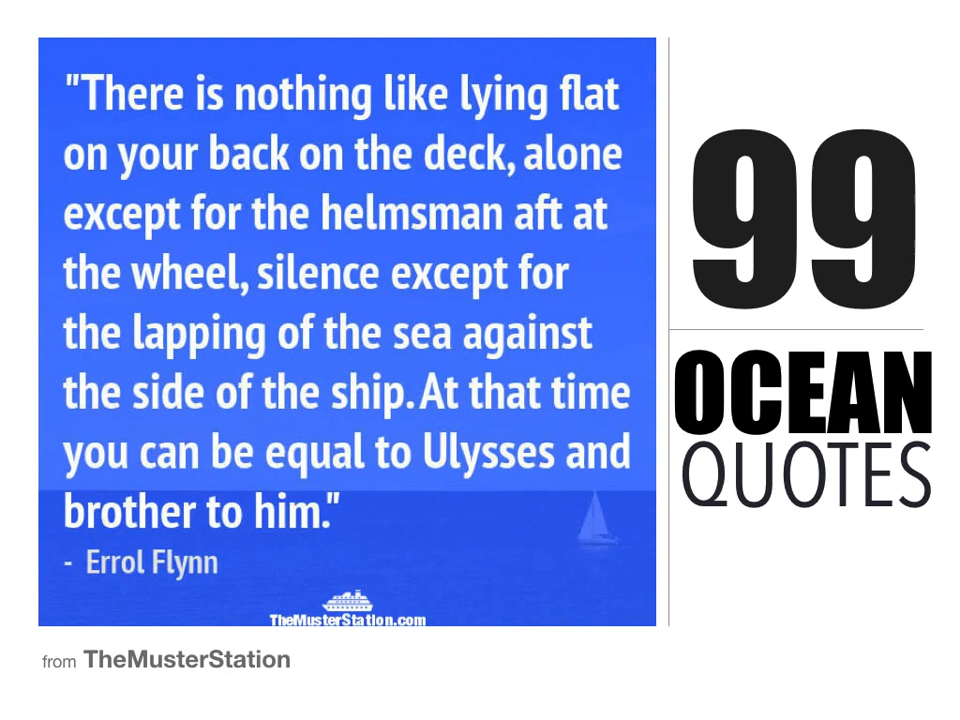 "There is nothing like lying flat
on your back on the deck, alone
except for the helmsman aft at
the wheel, silence except for
the lapping of the sea against
the side of the ship. At that time
you can be equal to Ulysses and
brother to him."
- Errol Flynn
TheMusterStation.com
99
OCEAN
QUOTES
from TheMusterStation